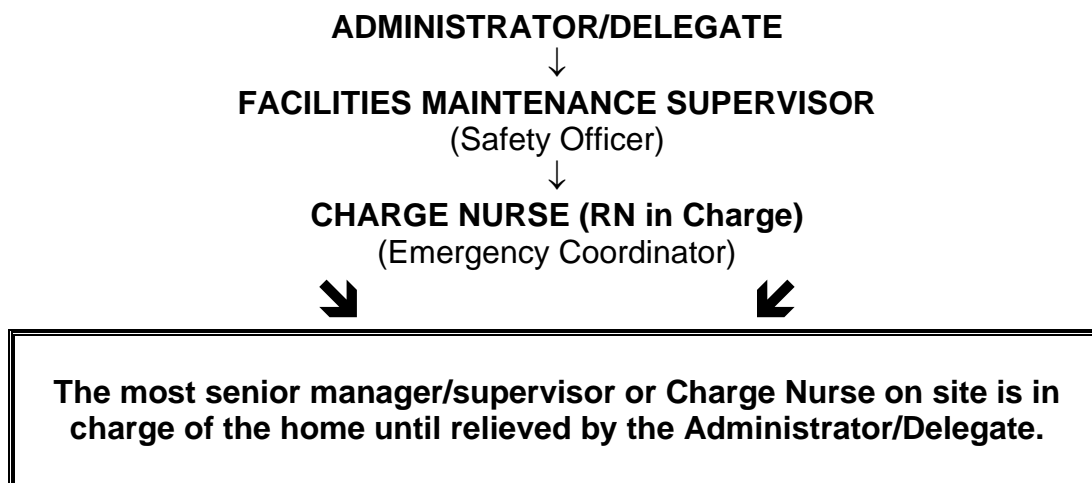 ADMINISTRATOR/DELEGATE
↓
FACILITIES MAINTENANCE SUPERVISOR
(Safety Officer)
↓
CHARGE NURSE (RN in Charge)
(Emergency Coordinator)
The most senior manager/supervisor or Charge Nurse on site is in
charge of the home until relieved by the Administrator/Delegate.